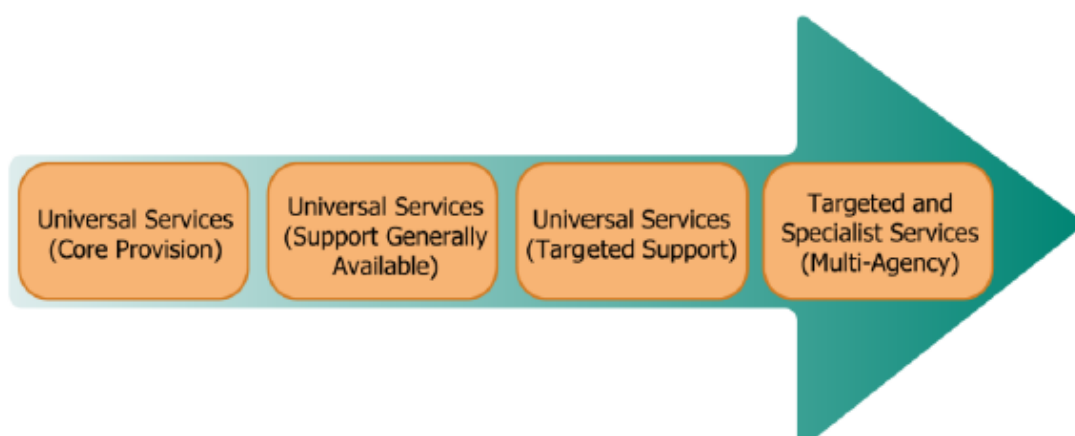 Universal Services
(Core Provision)
Universal Services
(Support Generally
Available)
Universal Services
(Targeted Support)
Targeted and
Specialist Services
(Multi-Agency)